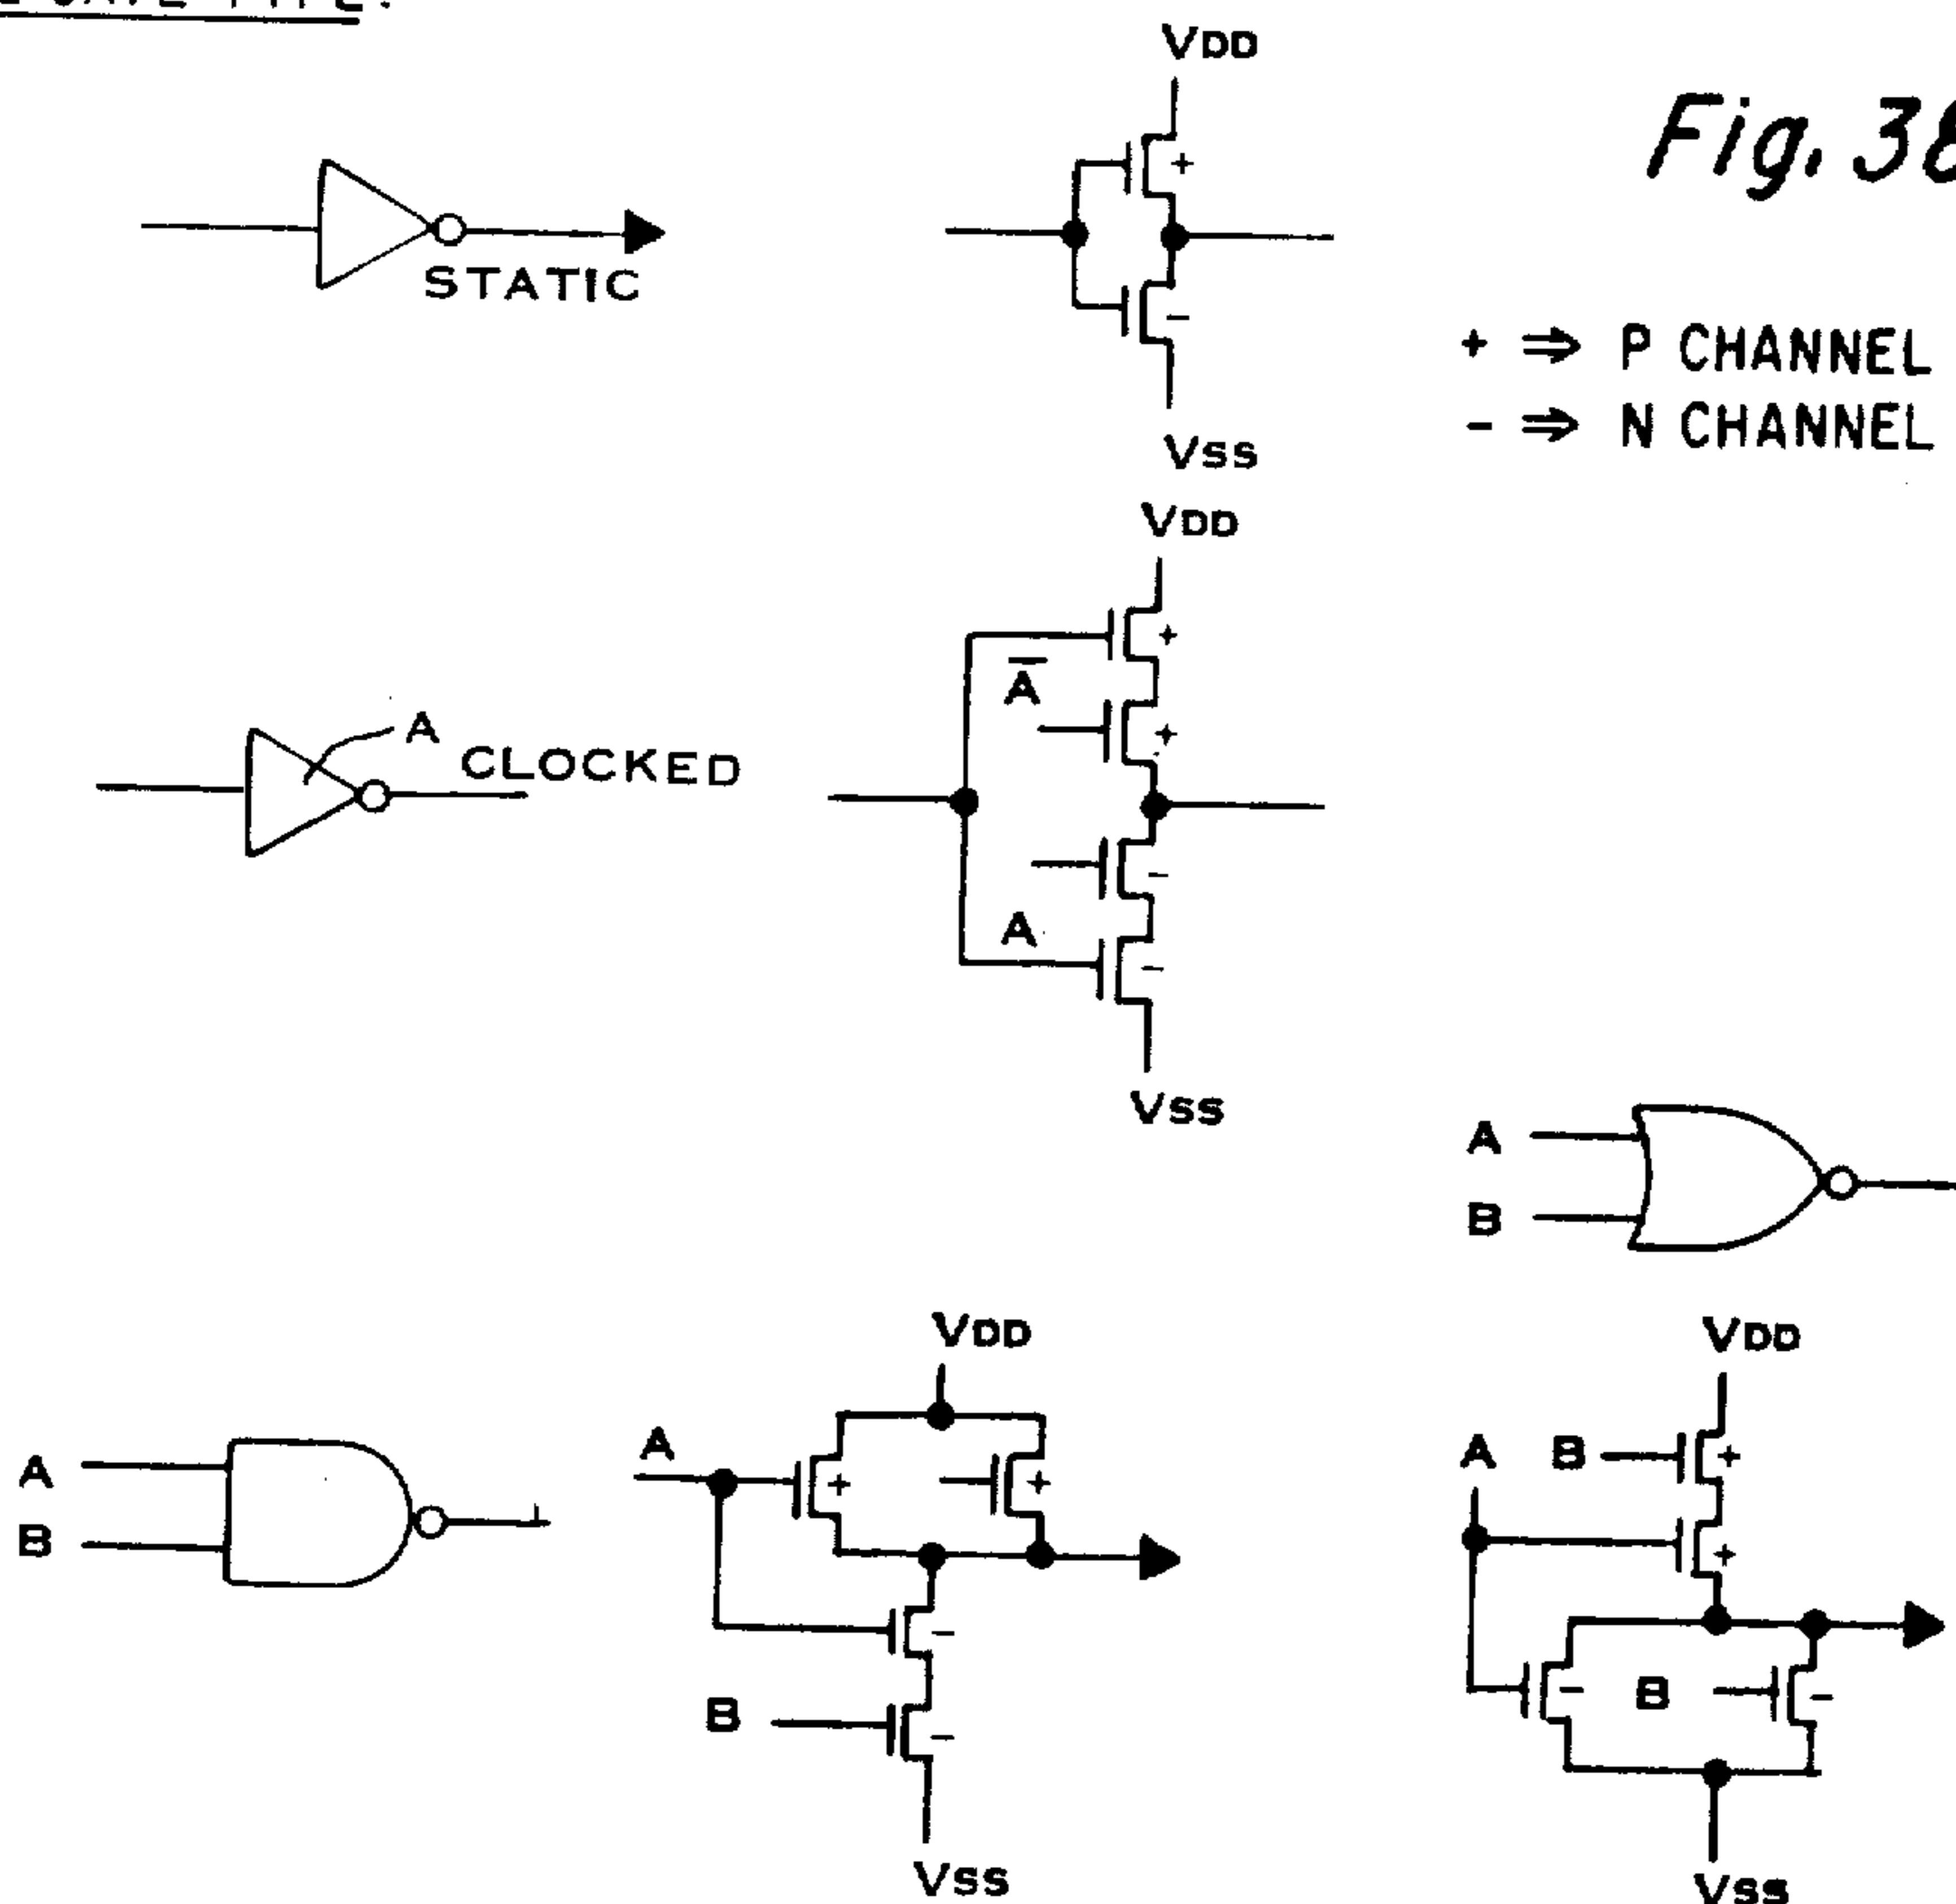 VDD
Fig. 38
STATIC
+ ⇒ P CHANNEL
- ⇒ N CHANNEL
VSS
VDD
+
+
A̅
+
A
CLOCKED
+
-
-
A
-
VSS
A
B
VDD
VDD
A
B
A
+
+
A
B
+
+
-
B
-
VSS
-
B
-
VSS